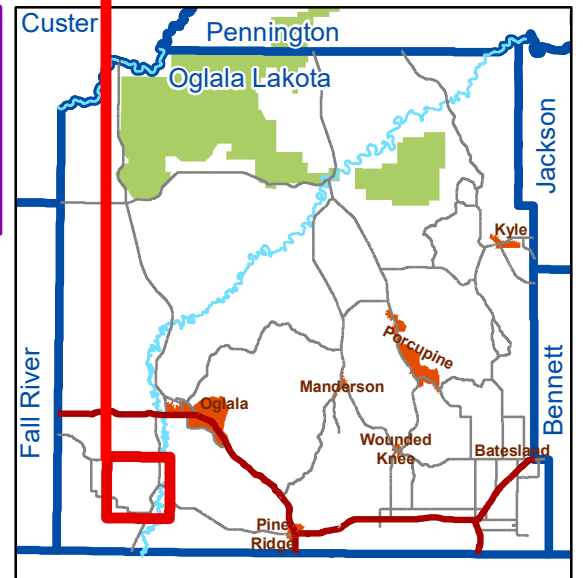 Custer
Pennington
Oglala Lakota
Jackson
Kyle
Porcupine
Fall River
Manderson
Oglala
Bennett
Wounded
Knee
Batesland
Pine
Ridge